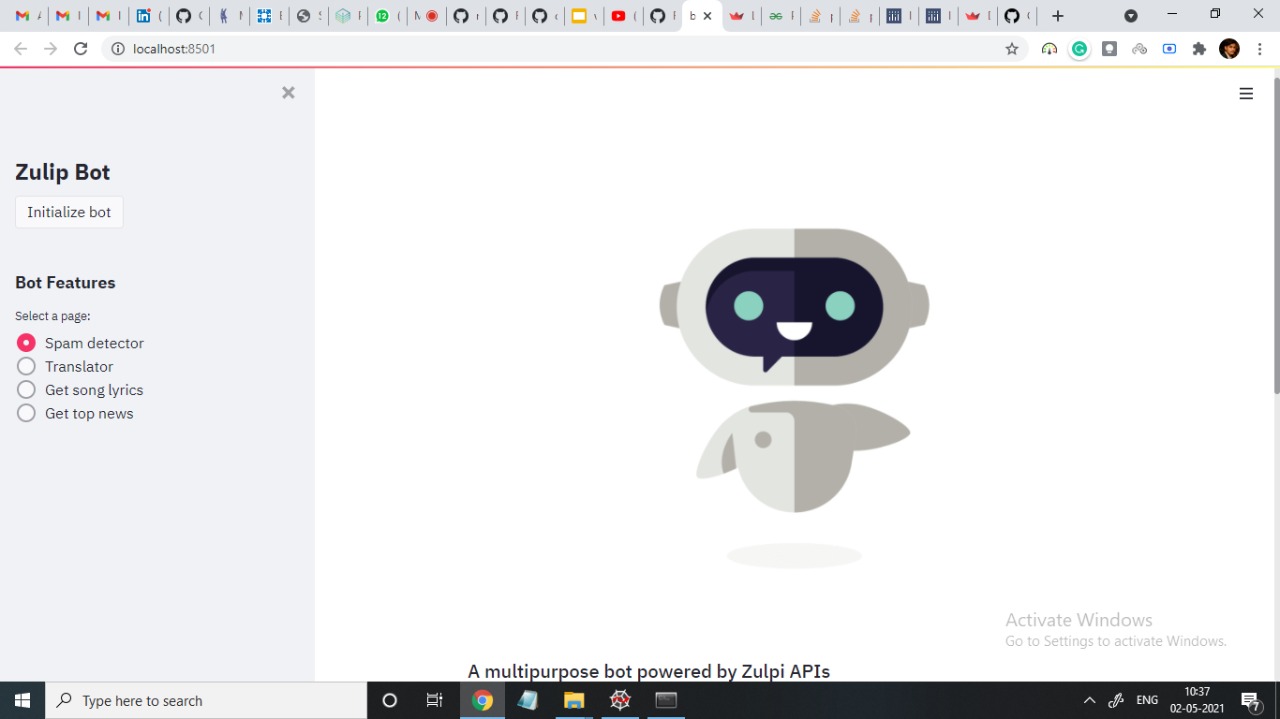 localhost:8501
Zulip Bot
Initialize bot
Bot Features
Select a page:
Spam detector
Translator
Get song lyrics
Get top news
A multipurpose bot powered by Zulpi APIs
Activate Windows
Go to Settings to activate Windows.
Type here to search
ENG
10:37
02-05-2021
7